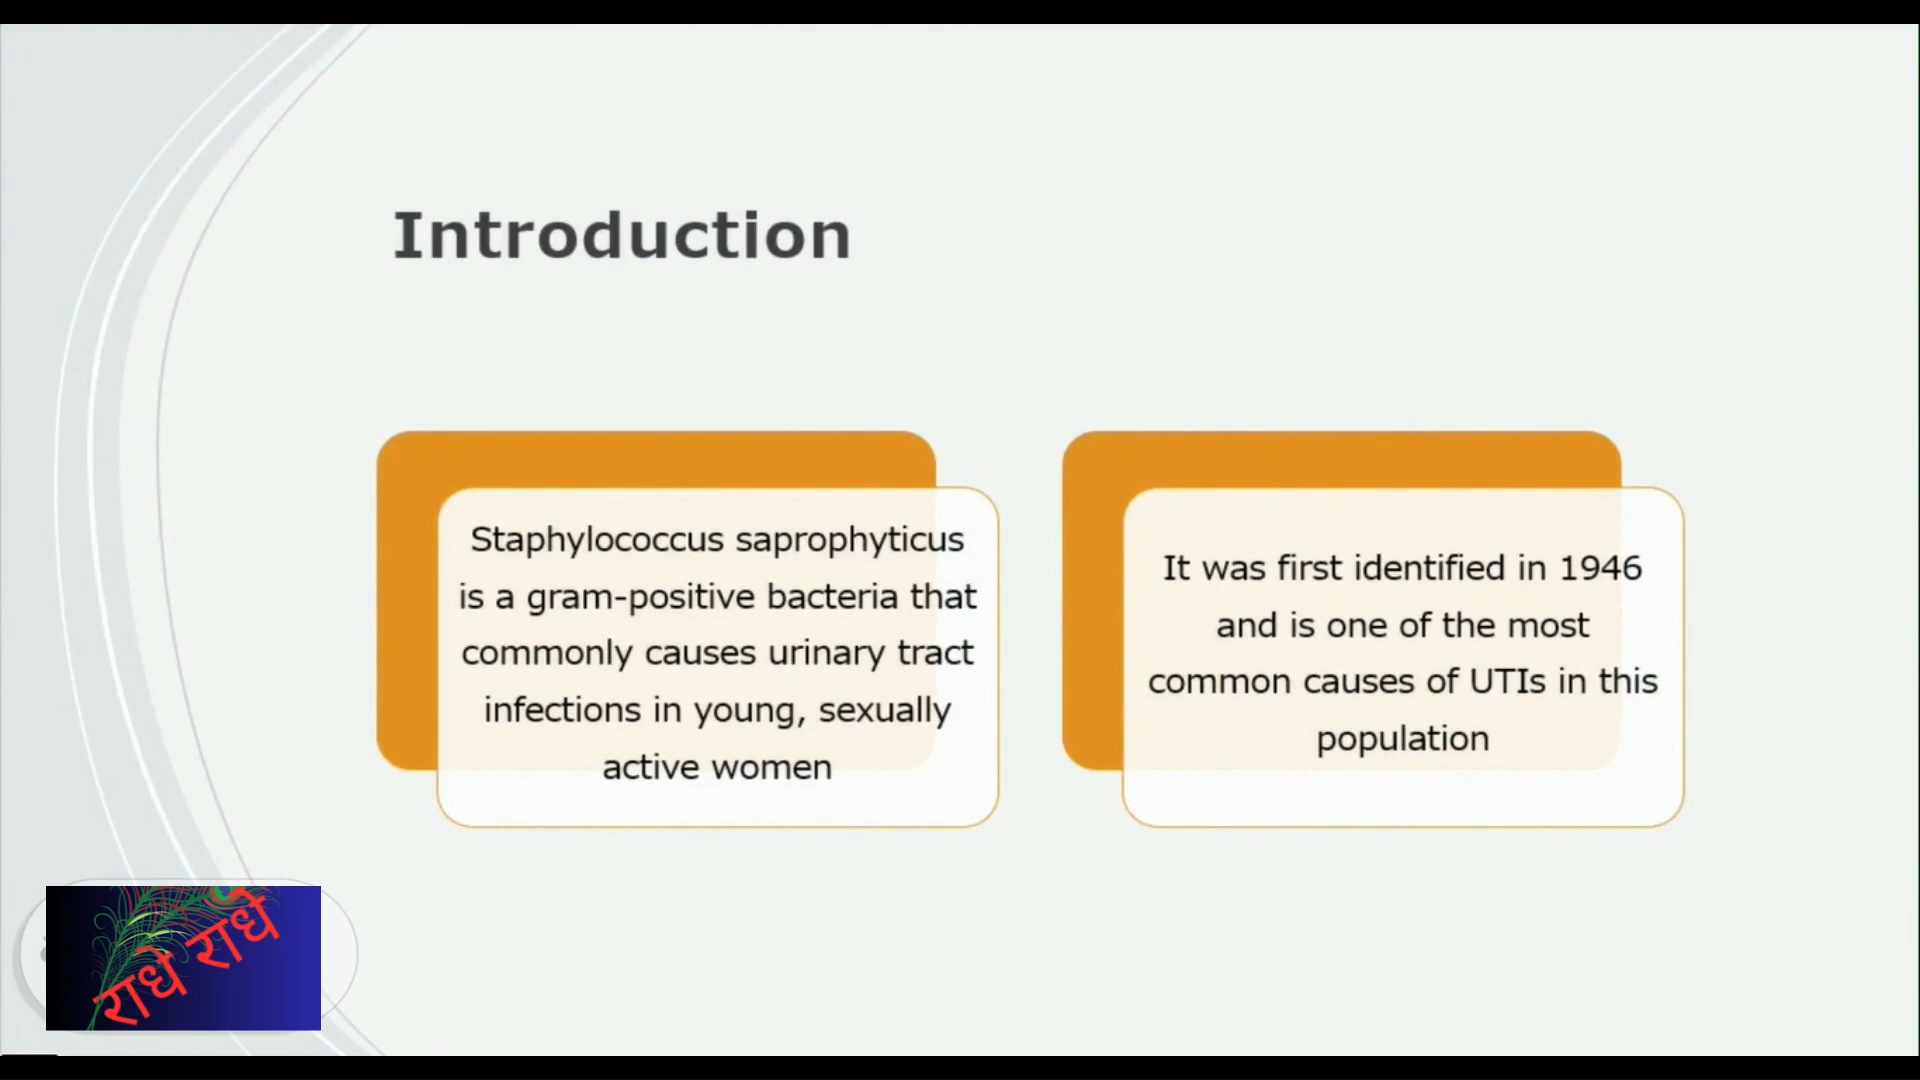 Introduction
Staphylococcus saprophyticus
is a gram-positive bacteria that
commonly causes urinary tract
infections in young, sexually
active women
It was first identified in 1946
and is one of the most
common causes of UTIs in this
population
राधे राधे